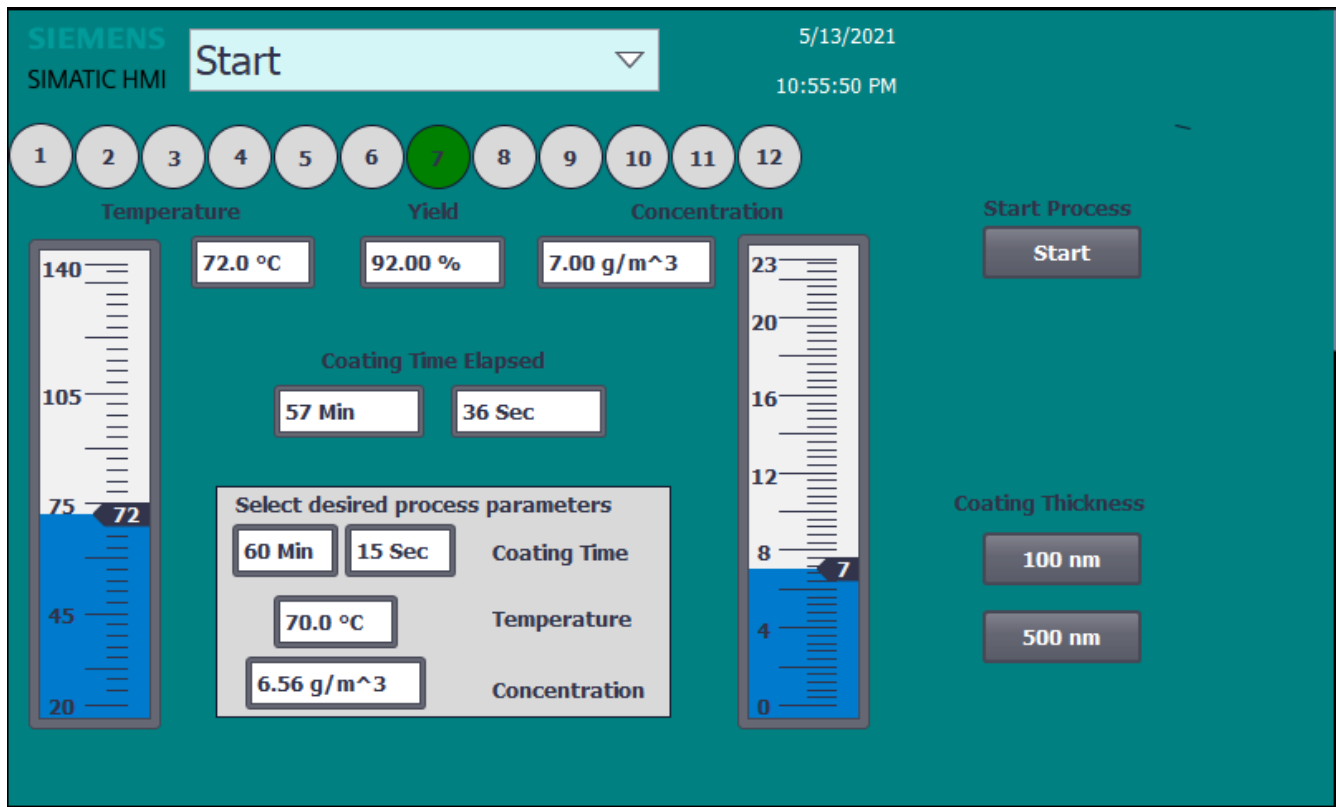 SIEMENS
SIMATIC HMI
Start
5/13/2021
10:55:50 PM
1 2 3 4 5 6 7 8 9 10 11 12
Temperature Yield Concentration
72.0 °C 92.00 % 7.00 g/m^3
Start Process
Start
140
105
75
72
45
20
Coating Time Elapsed
57 Min 36 Sec
Select desired process parameters
60 Min 15 Sec Coating Time
70.0 °C Temperature
6.56 g/m^3 Concentration
23
20
16
12
8
7
4
0
Coating Thickness
100 nm
500 nm